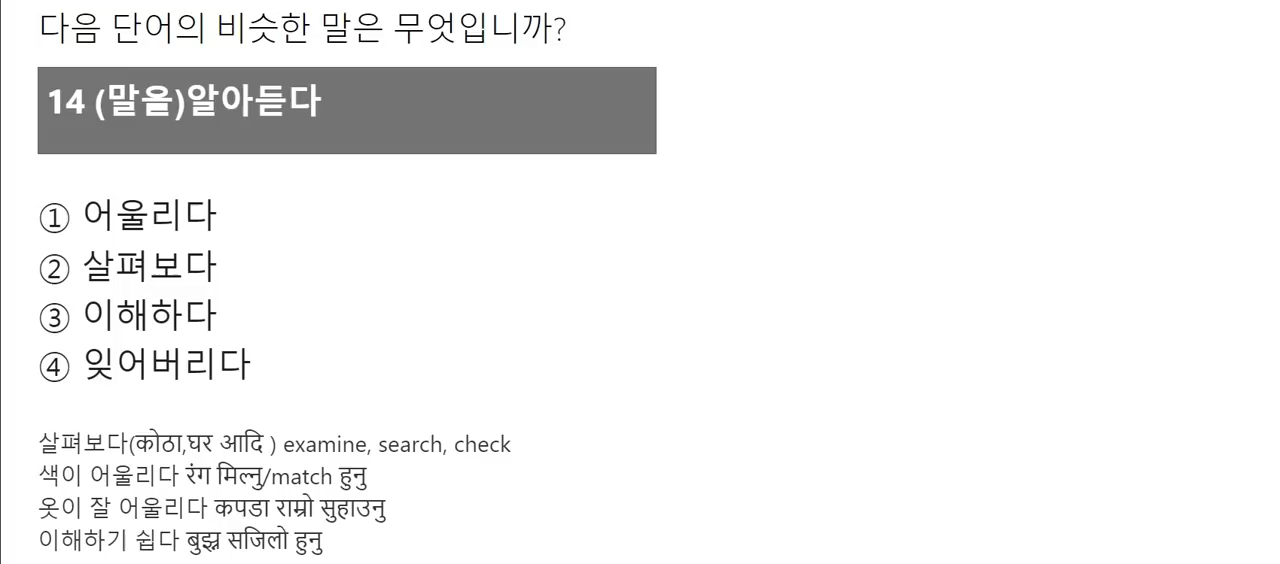 다음 단어의 비슷한 말은 무엇입니까?
14 (말을)알아듣다
① 어울리다
② 살펴보다
③ 이해하다
④ 잊어버리다
살펴보다(कोठा,घर आदि ) examine, search, check
색이 어울리다 रंग मिल्नु/match हुनु
옷이 잘 어울리다 कपडा राम्रो सुहाउनु
이해하기 쉽다 बुझ्न सजिलो हुनु